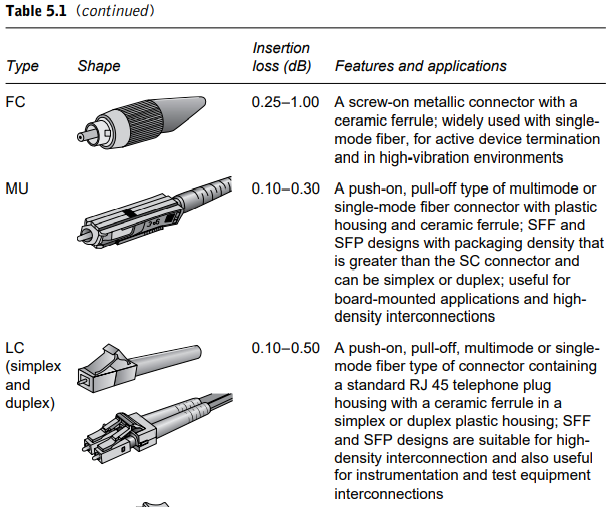 Table 5.1 (continued)
Insertion
Type Shape loss (dB) Features and applications
FC 0.25–1.00 A screw-on metallic connector with a
ceramic ferrule; widely used with single-
mode fiber, for active device termination
and in high-vibration environments
MU 0.10–0.30 A push-on, pull-off type of multimode or
single-mode fiber connector with plastic
housing and ceramic ferrule; SFF and
SFP designs with packaging density that
is greater than the SC connector and
can be simplex or duplex; useful for
board-mounted applications and high-
density interconnections
LC 0.10–0.50 A push-on, pull-off, multimode or single-
(simplex mode fiber type of connector containing
and a standard RJ 45 telephone plug
duplex) housing with a ceramic ferrule in a
simplex or duplex plastic housing; SFF
and SFP designs are suitable for high-
density interconnection and also useful
for instrumentation and test equipment
interconnections